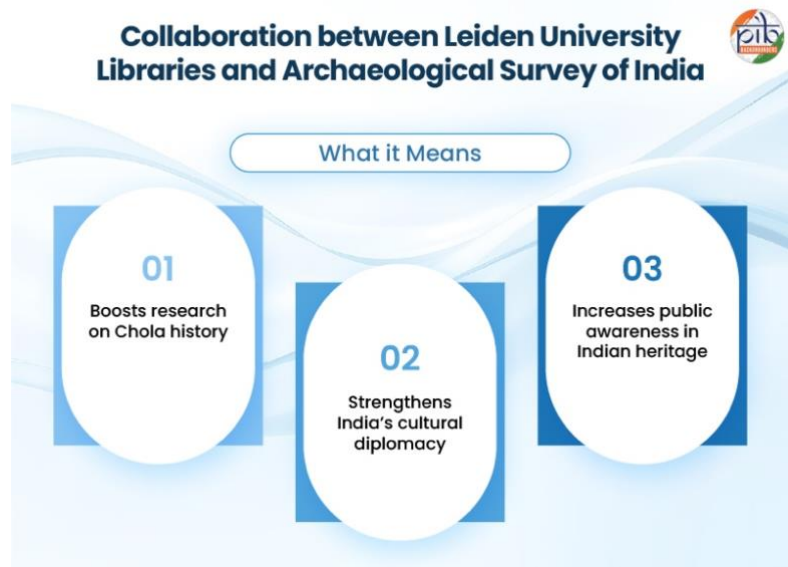 Collaboration between Leiden University
Libraries and Archaeological Survey of India
pib
BACKGROUNDERS
What it Means
01
Boosts research
on Chola history
02
Strengthens
India's cultural
diplomacy
03
Increases public
awareness in
Indian heritage